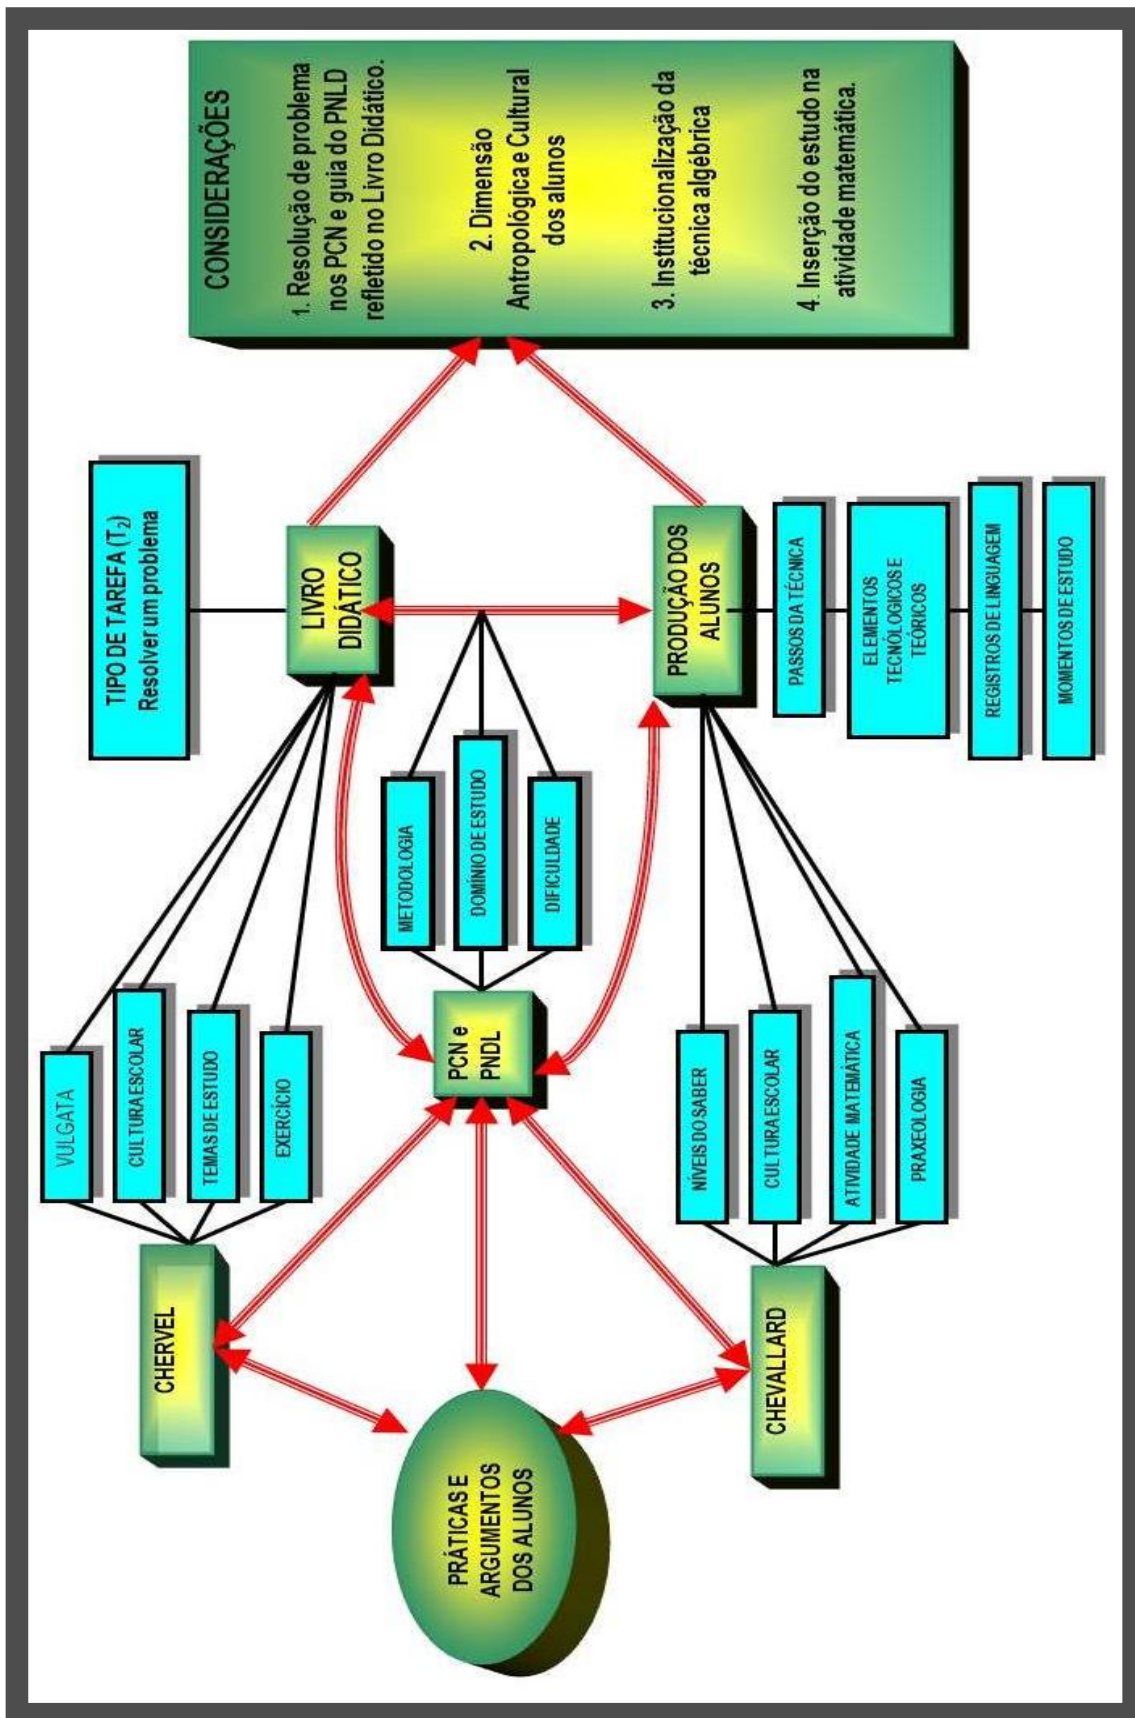 PRÁTICAS E
ARGUMENTOS
DOS ALUNOS
CHERVEL
VULGATA
CULTURA ESCOLAR
TEMAS DE ESTUDO
EXERCÍCIO
PCN e
PNDL
METODOLOGIA
DOMÍNIO DE ESTUDO
DIFICULDADE
CHEVALLARD
NÍVEIS DO SABER
CULTURA ESCOLAR
ATIVIDADE MATEMÁTICA
PRAXEOLOGIA
TIPO DE TAREFA (T₂)
Resolver um problema
LIVRO
DIDÁTICO
PRODUÇÃO DOS
ALUNOS
PASSOS DA TÉCNICA
ELEMENTOS
TECNÓLOGICOS E
TEÓRICOS
REGISTROS DE LINGUAGEM
MOMENTOS DE ESTUDO
CONSIDERAÇÕES
1. Resolução de problema
nos PCN e guia do PNLD
refletido no Livro Didático.
2. Dimensão
Antropológica e Cultural
dos alunos
3. Institucionalização da
técnica algébrica
4. Inserção do estudo na
atividade matemática.